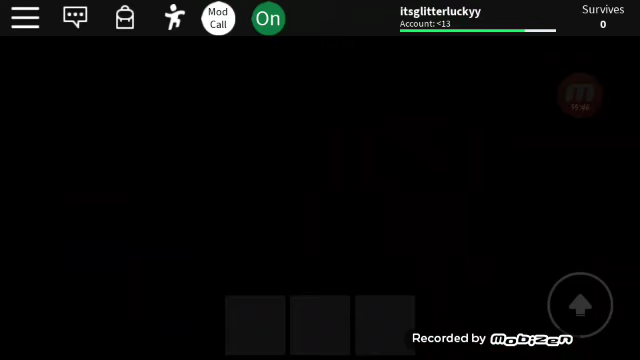 Mod
Call
On
itsglitterluckyy
Account: <13
Survives
0
Recorded by mobizen